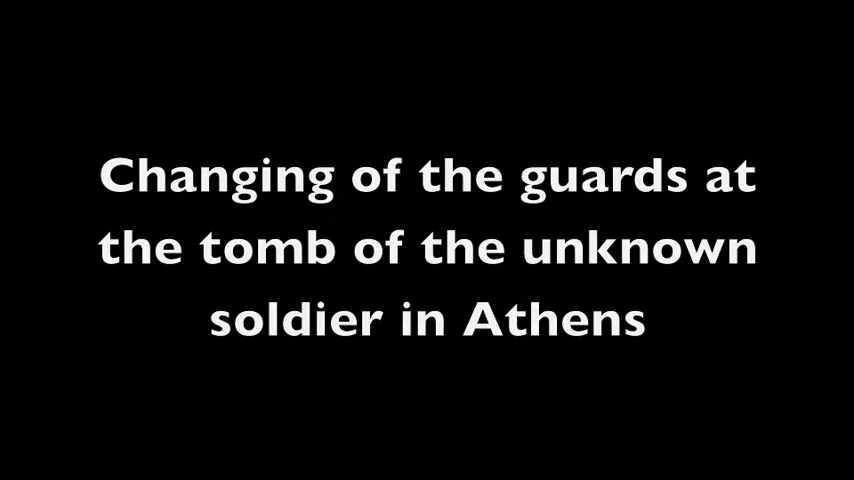 Changing of the guards at
the tomb of the unknown
soldier in Athens